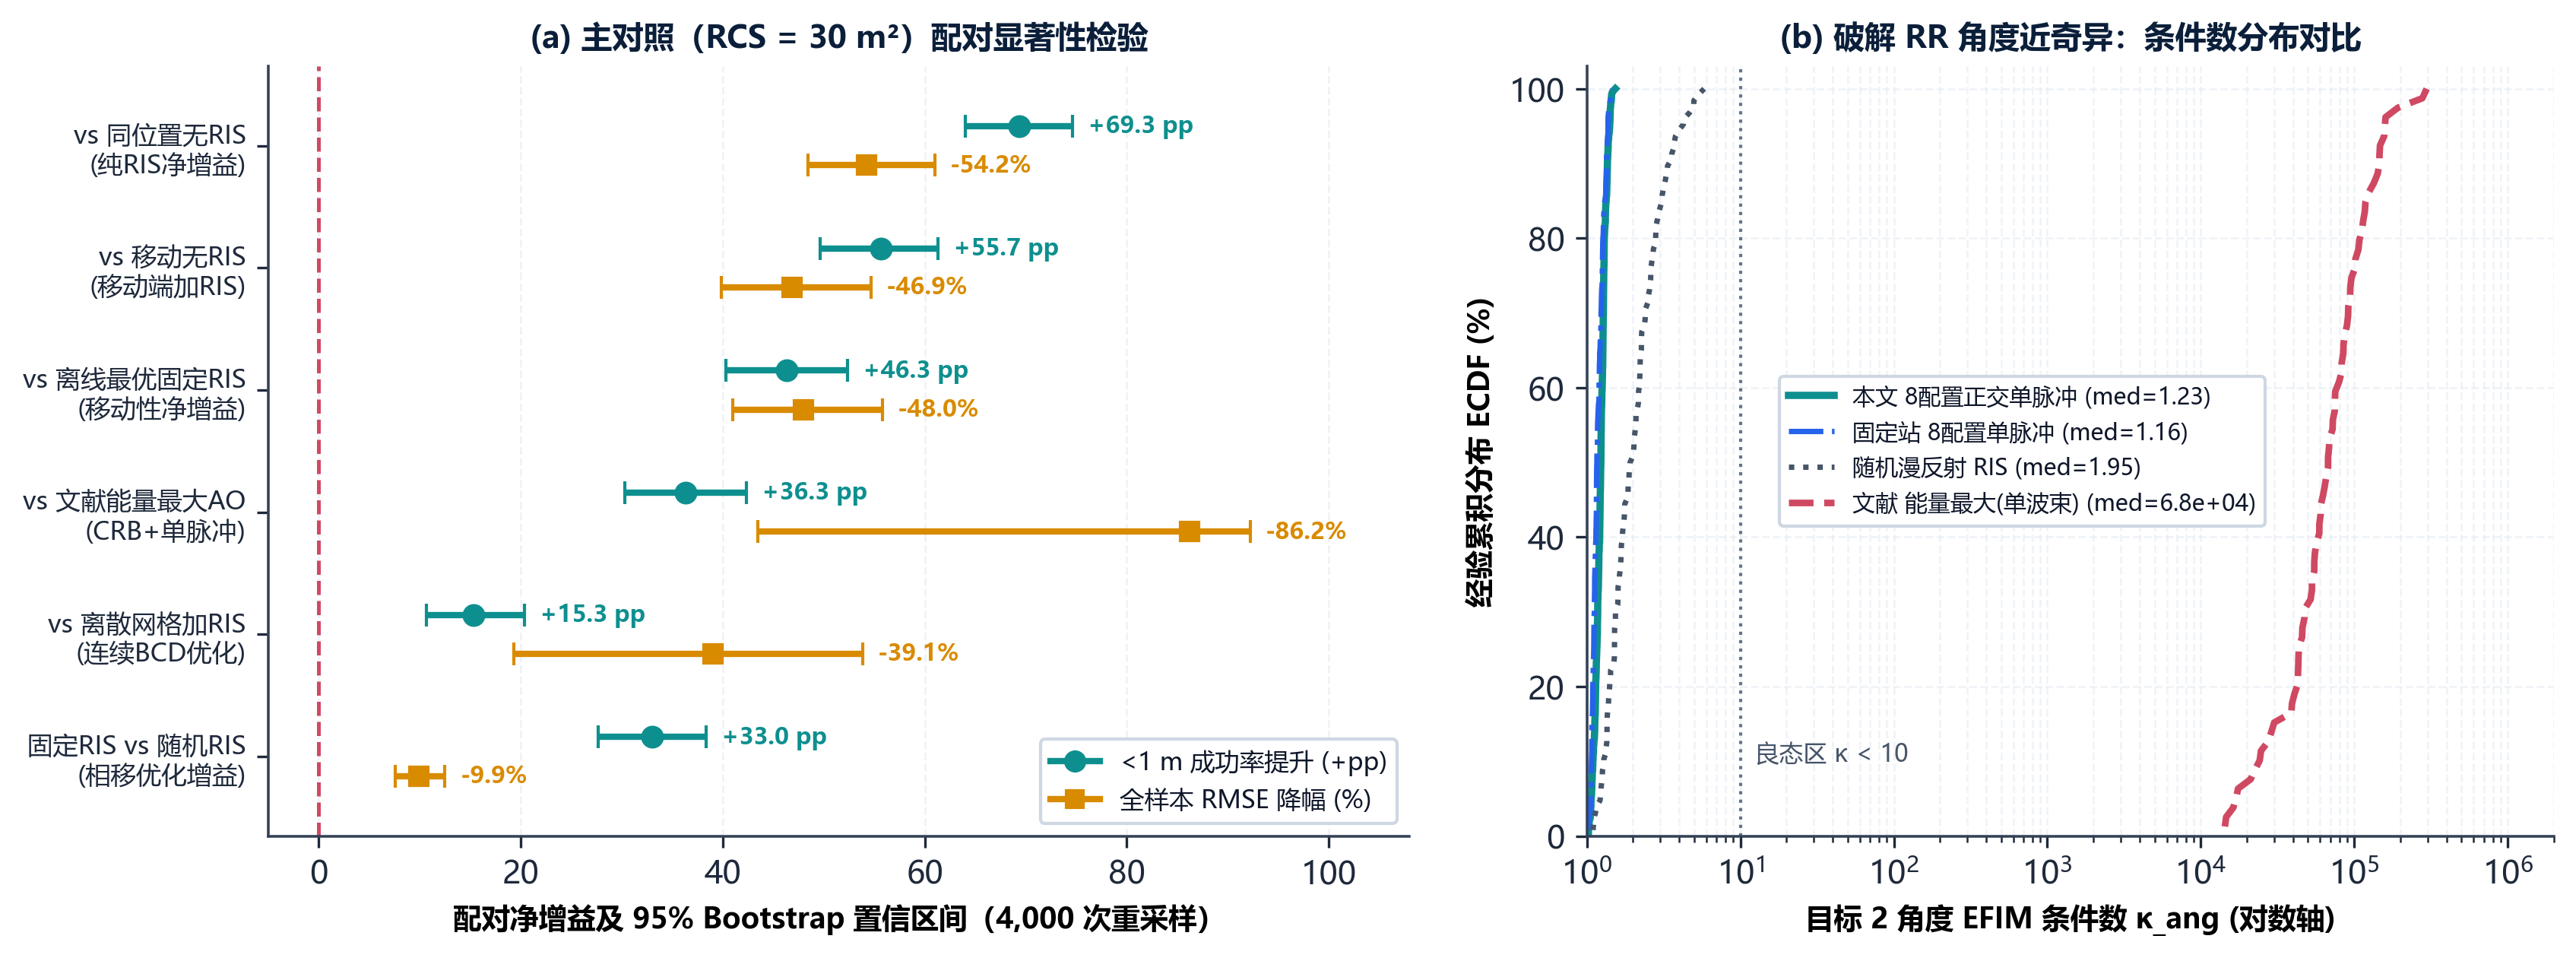 (a) 主对照（RCS = 30 m²）配对显著性检验
vs 同位置无RIS
(纯RIS净增益)
vs 移动无RIS
(移动端加RIS)
vs 离线最优固定RIS
(移动性净增益)
vs 文献能量最大AO
(CRB+单脉冲)
vs 离散网格加RIS
(连续BCD优化)
固定RIS vs 随机RIS
(相移优化增益)
+69.3 pp
-54.2%
+55.7 pp
-46.9%
+46.3 pp
-48.0%
+36.3 pp
-86.2%
+15.3 pp
-39.1%
+33.0 pp
-9.9%
<1 m 成功率提升 (+pp)
全样本 RMSE 降幅 (%)
0 20 40 60 80 100
配对净增益及 95% Bootstrap 置信区间（4,000 次重采样）
(b) 破解 RR 角度近奇异：条件数分布对比
经验累积分布 ECDF (%)
100
80
60
40
20
0
本文 8配置正交单脉冲 (med=1.23)
固定站 8配置单脉冲 (med=1.16)
随机漫反射 RIS (med=1.95)
文献 能量最大(单波束) (med=6.8e+04)
良态区 κ < 10
10⁰ 10¹ 10² 10³ 10⁴ 10⁵ 10⁶
目标 2 角度 EFIM 条件数 κ_ang (对数轴)